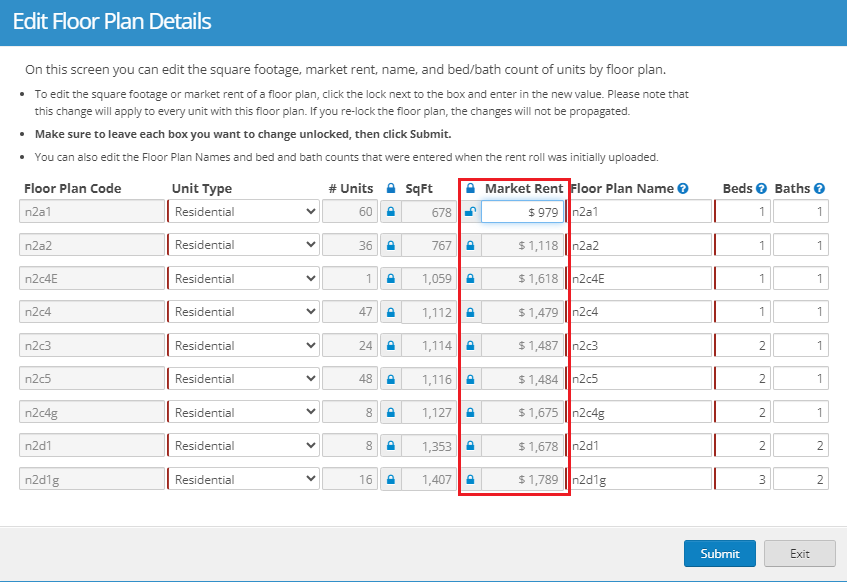 Edit Floor Plan Details
On this screen you can edit the square footage, market rent, name, and bed/bath count of units by floor plan.
• To edit the square footage or market rent of a floor plan, click the lock next to the box and enter in the new value. Please note that
this change will apply to every unit with this floor plan. If you re-lock the floor plan, the changes will not be propagated.
• Make sure to leave each box you want to change unlocked, then click Submit.
• You can also edit the Floor Plan Names and bed and bath counts that were entered when the rent roll was initially uploaded.
Floor Plan Code Unit Type # Units SqFt Market Rent Floor Plan Name ? Beds ? Baths ?
n2a1 Residential 60 678 $ 979 n2a1 1 1
n2a2 Residential 36 767 $ 1,118 n2a2 1 1
n2c4E Residential 1 1,059 $ 1,618 n2c4E 1 1
n2c4 Residential 47 1,112 $ 1,479 n2c4 1 1
n2c3 Residential 24 1,114 $ 1,487 n2c3 2 1
n2c5 Residential 48 1,116 $ 1,484 n2c5 2 1
n2c4g Residential 8 1,127 $ 1,675 n2c4g 2 1
n2d1 Residential 8 1,353 $ 1,678 n2d1 2 2
n2d1g Residential 16 1,407 $ 1,789 n2d1g 3 2
Submit Exit